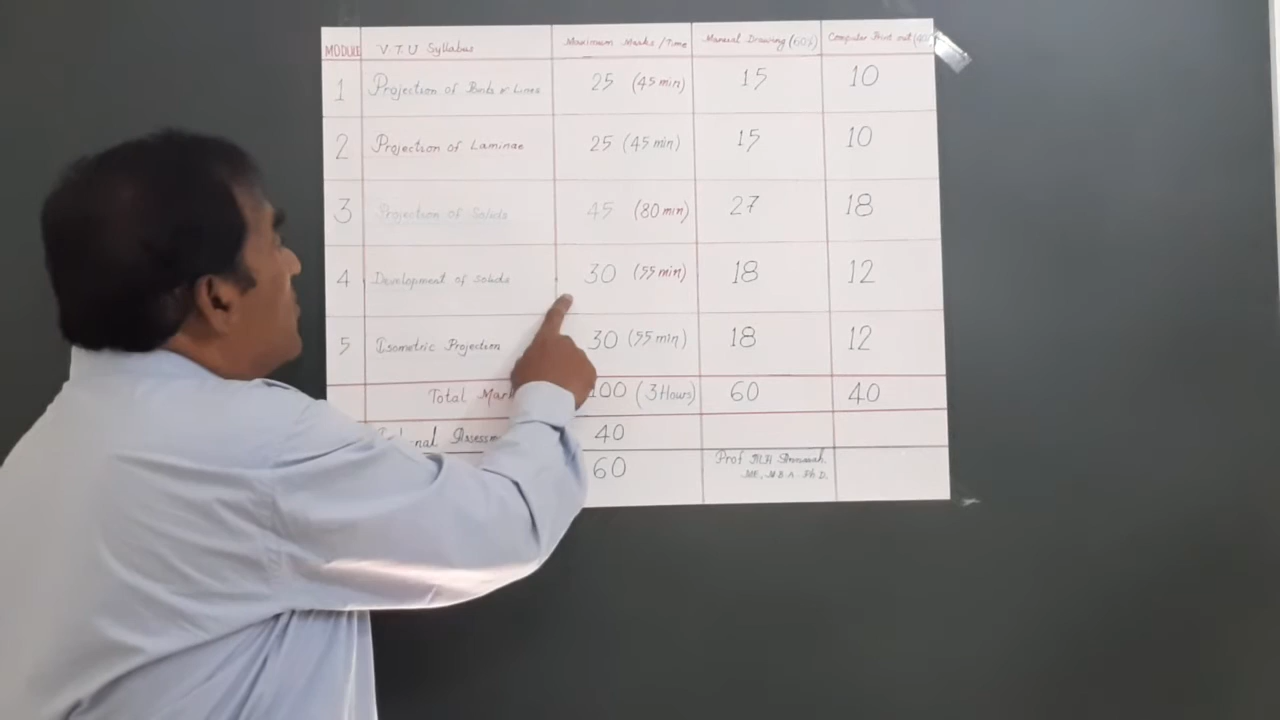 MODULE V.T.U Syllabus Maximum Marks/Time Manual Drawing (60%) Computer Print out
1 Projection of Points & Lines 25 (45 min) 15 10
2 Projection of Laminae 25 (45 min) 15 10
3 Projection of Solids 45 (80 min) 27 18
4 Development of Solids 30 (55 min) 18 12
5 Isometric Projection 30 (55 min) 18 12
Total 100 (3 Hours) 60 40
40
60 Prof M.A
M.E, M.B.A. Ph.D.